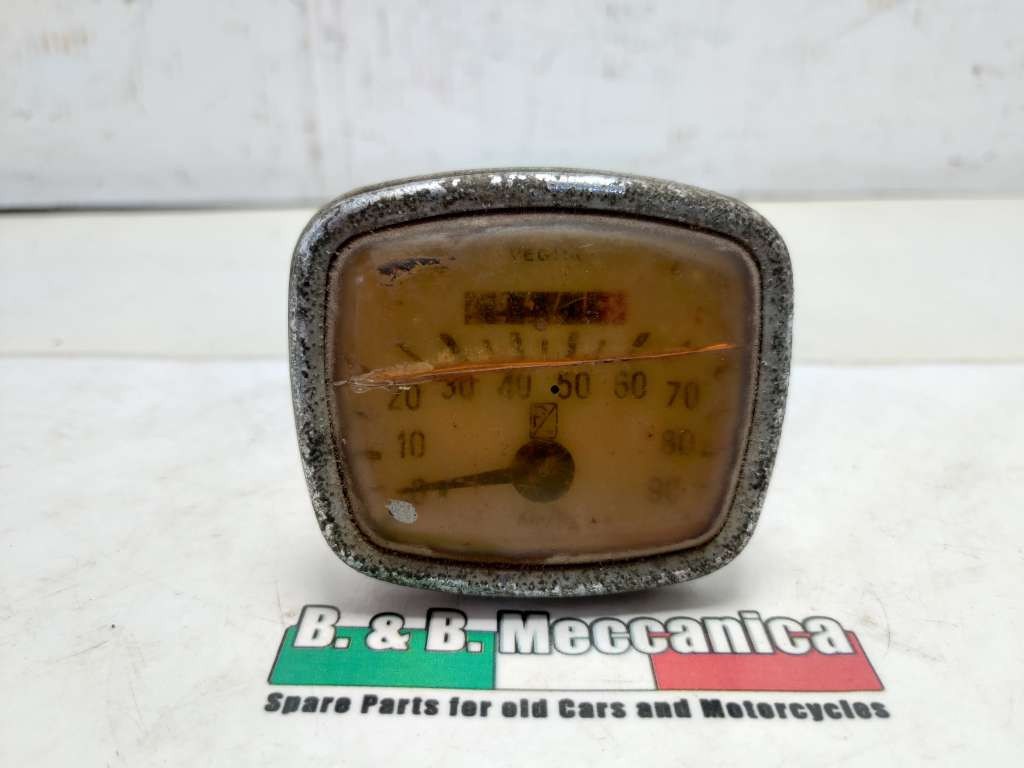 20 30 40 50 60 70
10 80
90
B. & B. Meccanica
Spare Parts for old Cars and Motorcycles